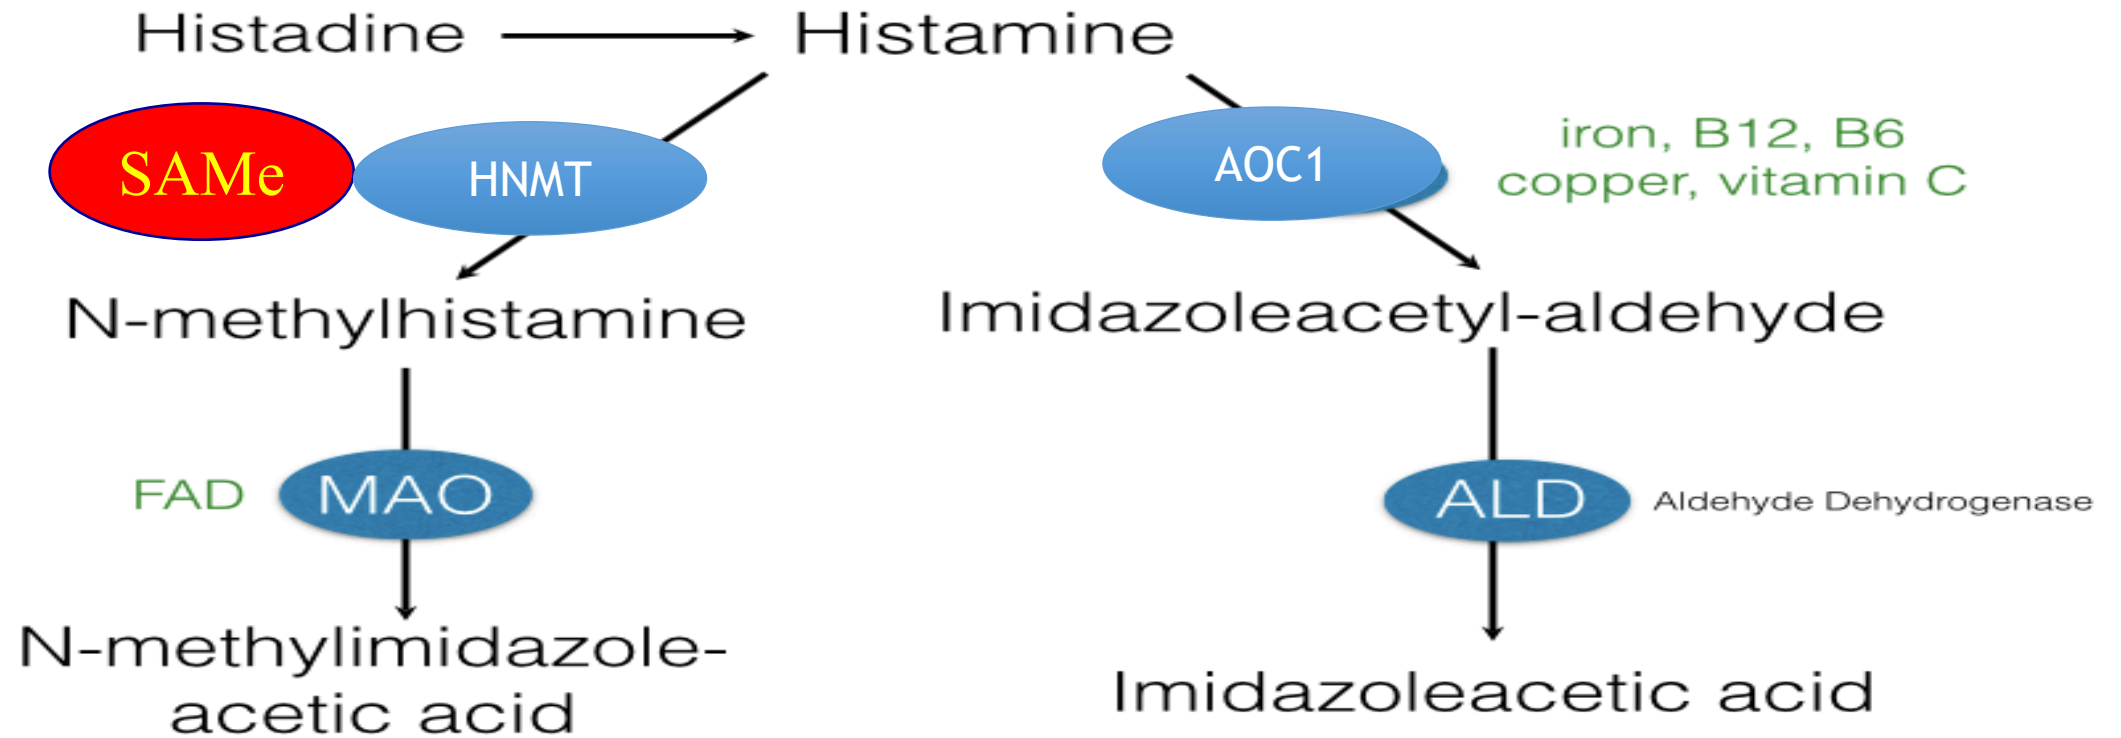 Histadine
Histamine
SAMe
HNMT
AOC1
iron, B12, B6
copper, vitamin C
N-methylhistamine
Imidazoleacetyl-aldehyde
FAD
MAO
ALD
Aldehyde Dehydrogenase
N-methylimidazole-
acetic acid
Imidazoleacetic acid